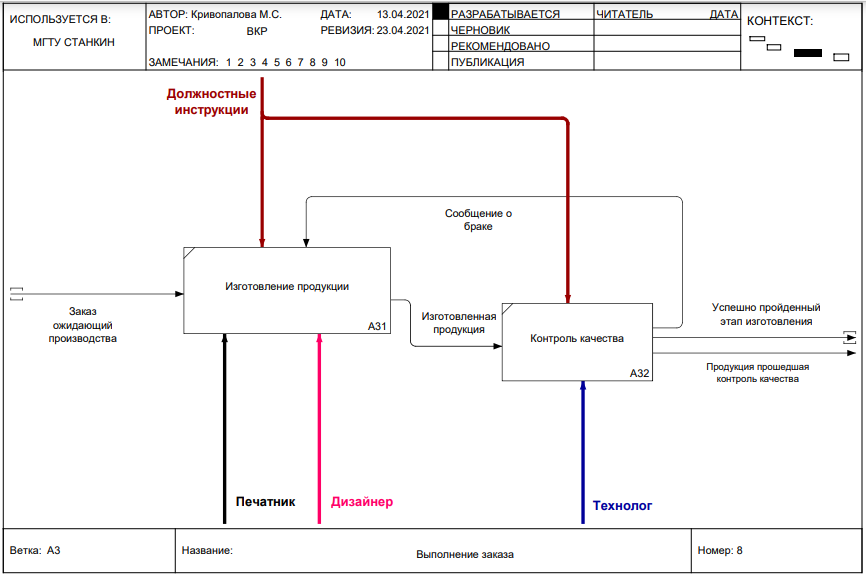 ИСПОЛЬЗУЕТСЯ В:
МГТУ СТАНКИН
АВТОР: Кривопалова М.С.
ДАТА: 13.04.2021
ПРОЕКТ: ВКР
РЕВИЗИЯ: 23.04.2021
ЗАМЕЧАНИЯ: 1 2 3 4 5 6 7 8 9 10
РАЗРАБАТЫВАЕТСЯ
ЧЕРНОВИК
РЕКОМЕНДОВАНО
ПУБЛИКАЦИЯ
ЧИТАТЕЛЬ
ДАТА
КОНТЕКСТ:
Должностные
инструкции
Сообщение о
браке
Изготовление продукции
A31
Заказ
ожидающий
производства
Изготовленная
продукция
Контроль качества
A32
Успешно пройденный
этап изготовления
Продукция прошедшая
контроль качества
Печатник
Дизайнер
Технолог
Ветка: A3
Название:
Выполнение заказа
Номер: 8